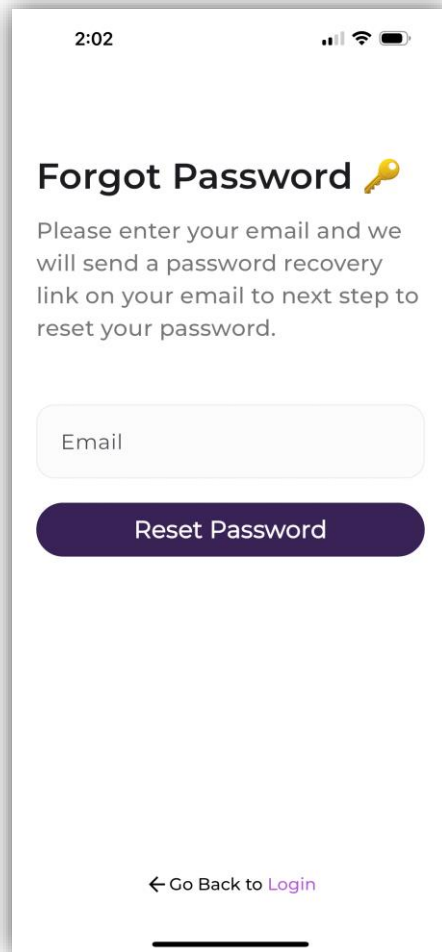 2:02
Forgot Password 🔑
Please enter your email and we
will send a password recovery
link on your email to next step to
reset your password.
Email
Reset Password
← Go Back to Login